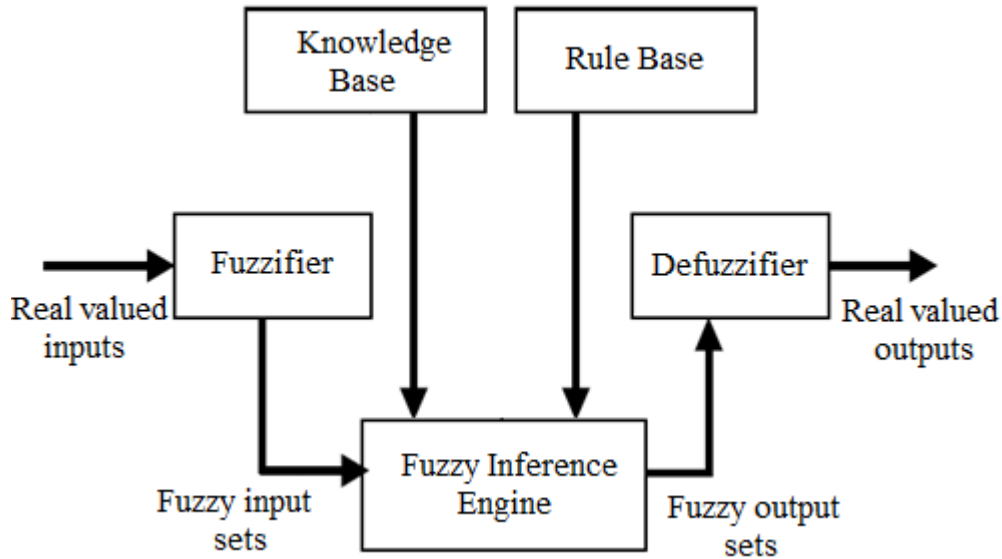 Knowledge
Base
Rule Base
Fuzzifier
Defuzzifier
Real valued
inputs
Real valued
outputs
Fuzzy Inference
Engine
Fuzzy input
sets
Fuzzy output
sets